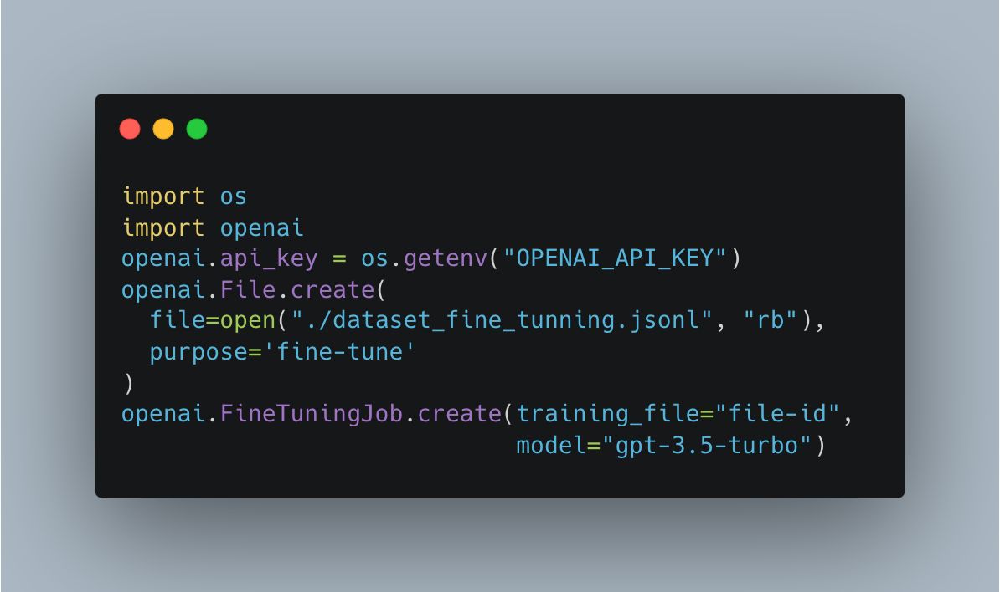 import os
import openai
openai.api_key = os.getenv("OPENAI_API_KEY")
openai.File.create(
  file=open("./dataset_fine_tunning.jsonl", "rb"),
  purpose='fine-tune'
)
openai.FineTuningJob.create(training_file="file-id",
                            model="gpt-3.5-turbo")